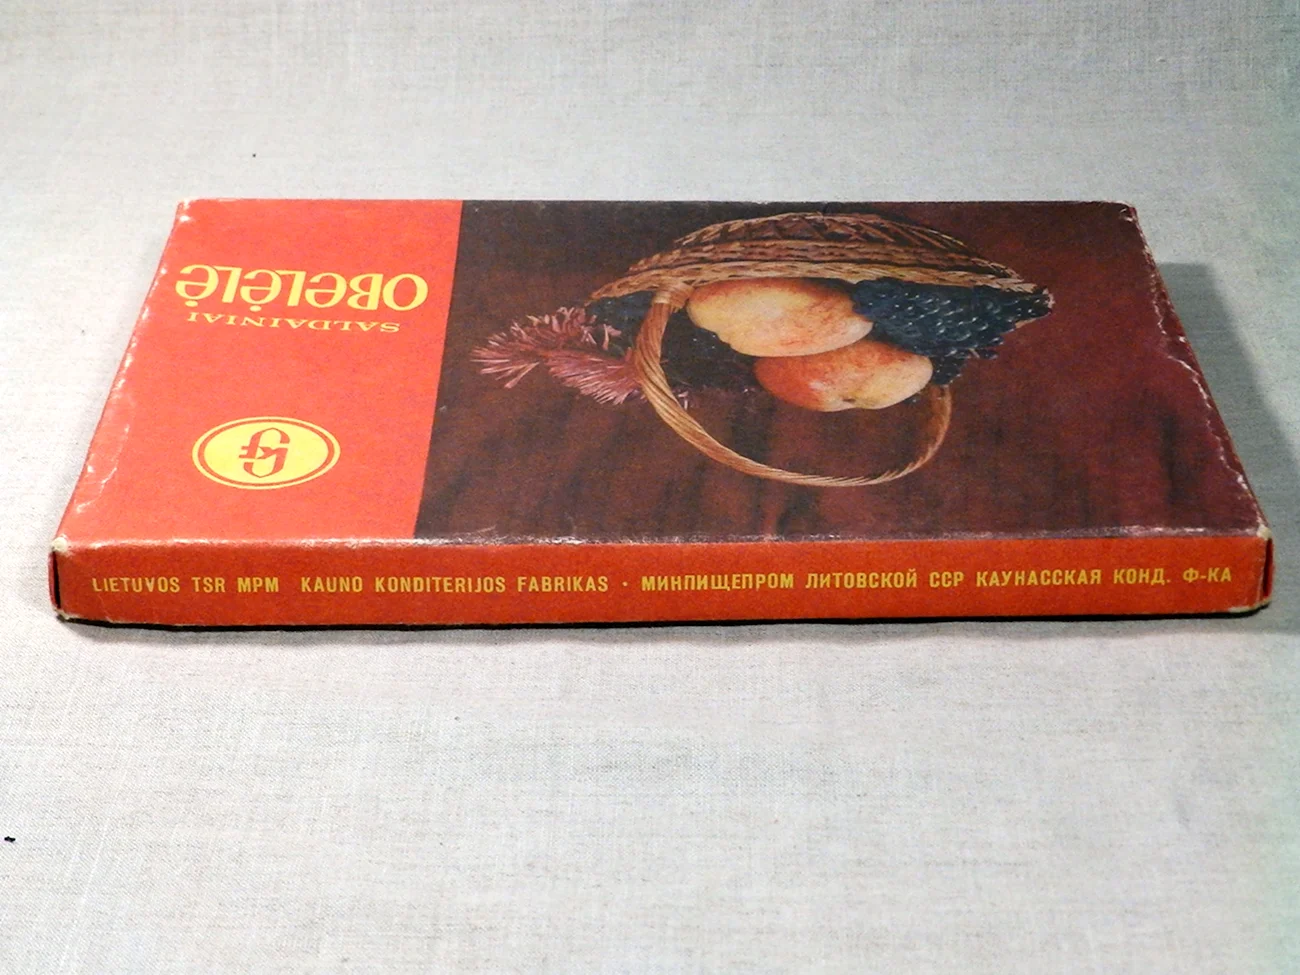 SALDAINIAI
OBELĖLĖ
LIETUVOS TSR MPM KAUNO KONDITERIJOS FABRIKAS · МИНПИЩЕПРОМ ЛИТОВСКОЙ ССР КАУНАССКАЯ КОНД. Ф-КА